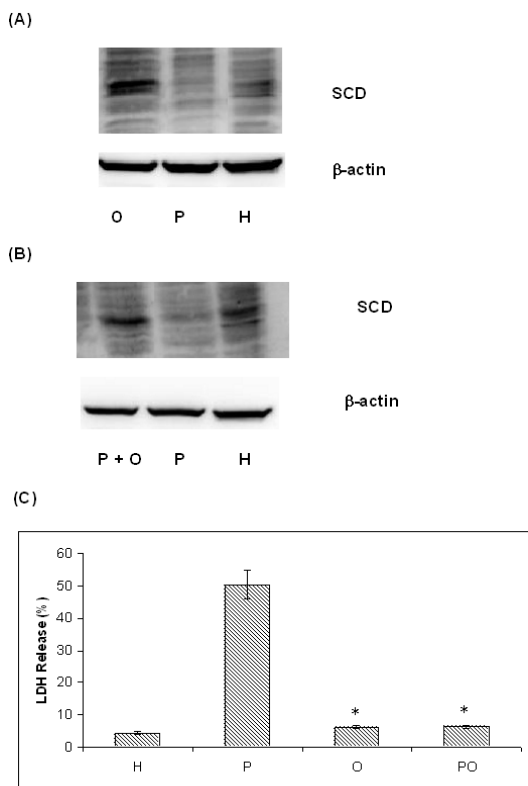 (A)
SCD
β-actin
O P H
(B)
SCD
β-actin
P + O P H
(C)
LDH Release (%)
60
50
40
30
20
10
0
* *
H P O PO